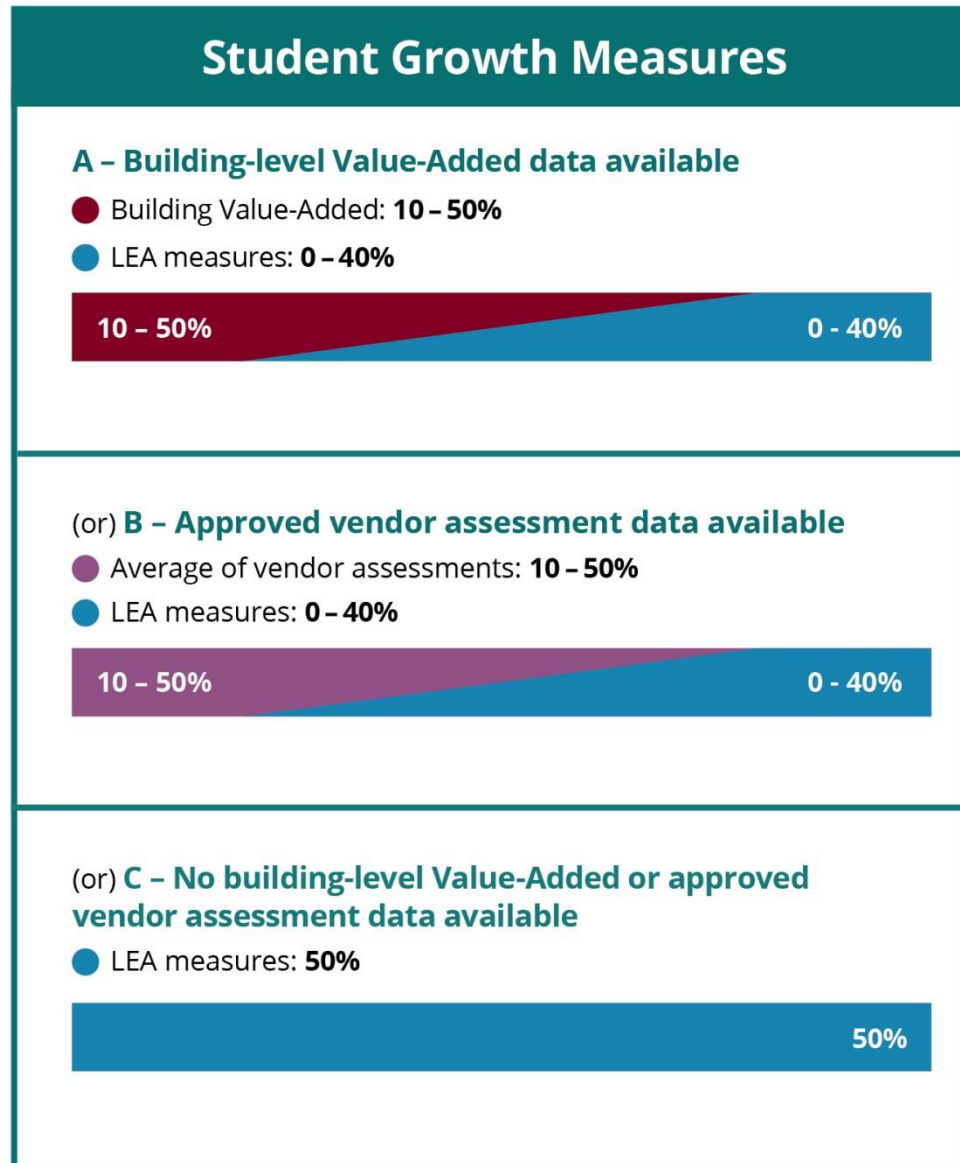 Student Growth Measures
A – Building-level Value-Added data available
Building Value-Added: 10 – 50%
LEA measures: 0 – 40%
10 – 50% 0 - 40%
(or) B – Approved vendor assessment data available
Average of vendor assessments: 10 – 50%
LEA measures: 0 – 40%
10 – 50% 0 - 40%
(or) C – No building-level Value-Added or approved
vendor assessment data available
LEA measures: 50%
50%